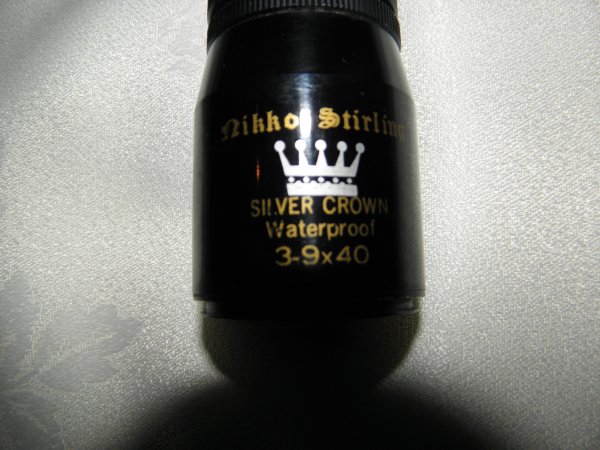 Nikko Stirling
SILVER CROWN
Waterproof
3-9x40